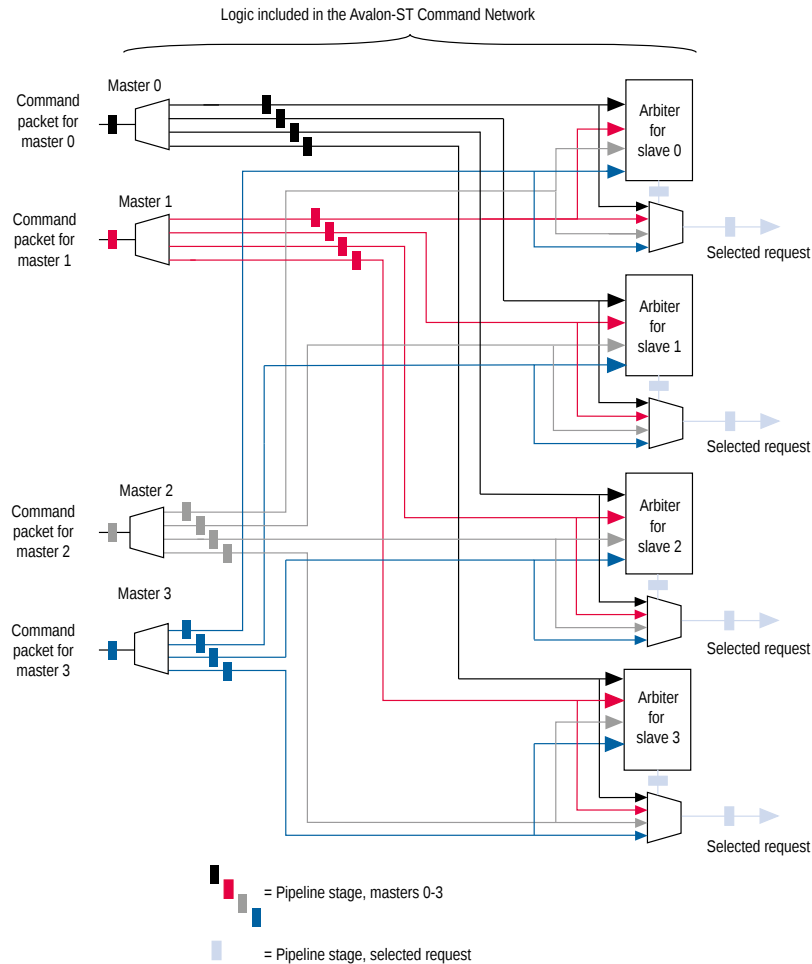 Logic included in the Avalon-ST Command Network
Master 0
Command
packet for
master 0
Arbiter
for
slave 0
Master 1
Command
packet for
master 1
Selected request
Arbiter
for
slave 1
Selected request
Master 2
Command
packet for
master 2
Arbiter
for
slave 2
Master 3
Command
packet for
master 3
Selected request
Arbiter
for
slave 3
Selected request
= Pipeline stage, masters 0-3
= Pipeline stage, selected request